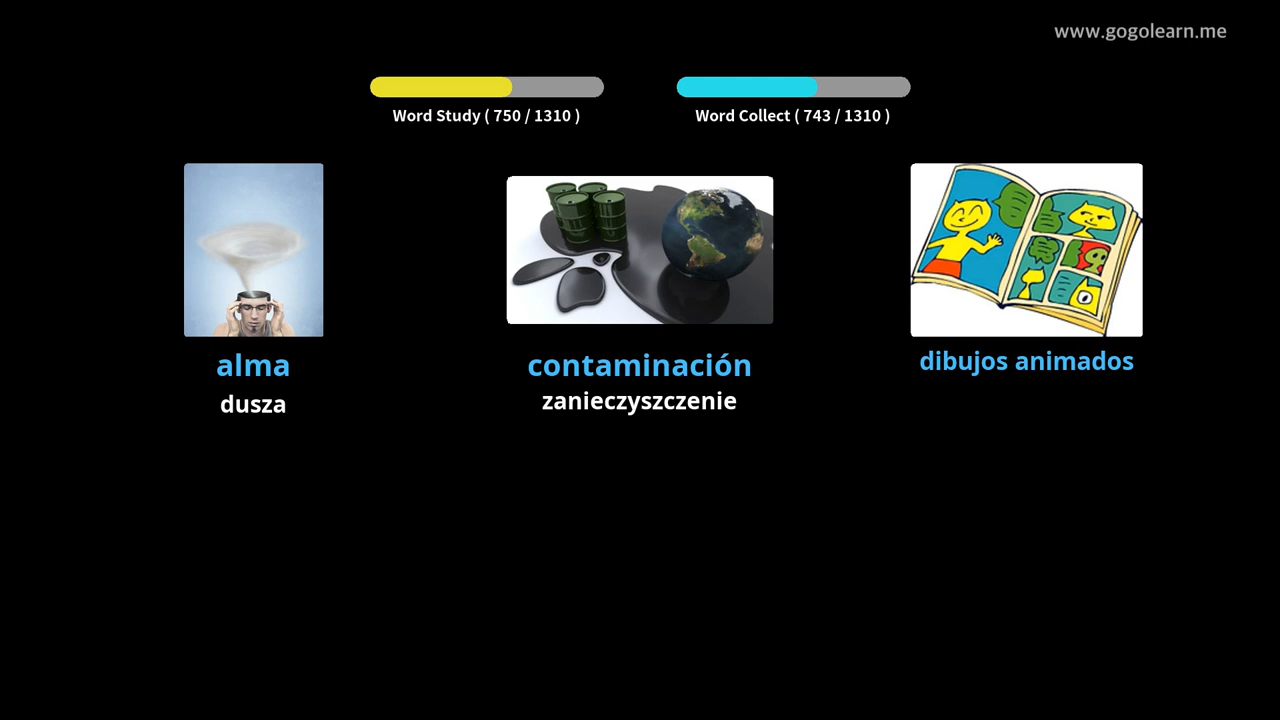 www.gogolearn.me
Word Study ( 750 / 1310 )
Word Collect ( 743 / 1310 )
alma
dusza
contaminación
zanieczyszczenie
dibujos animados